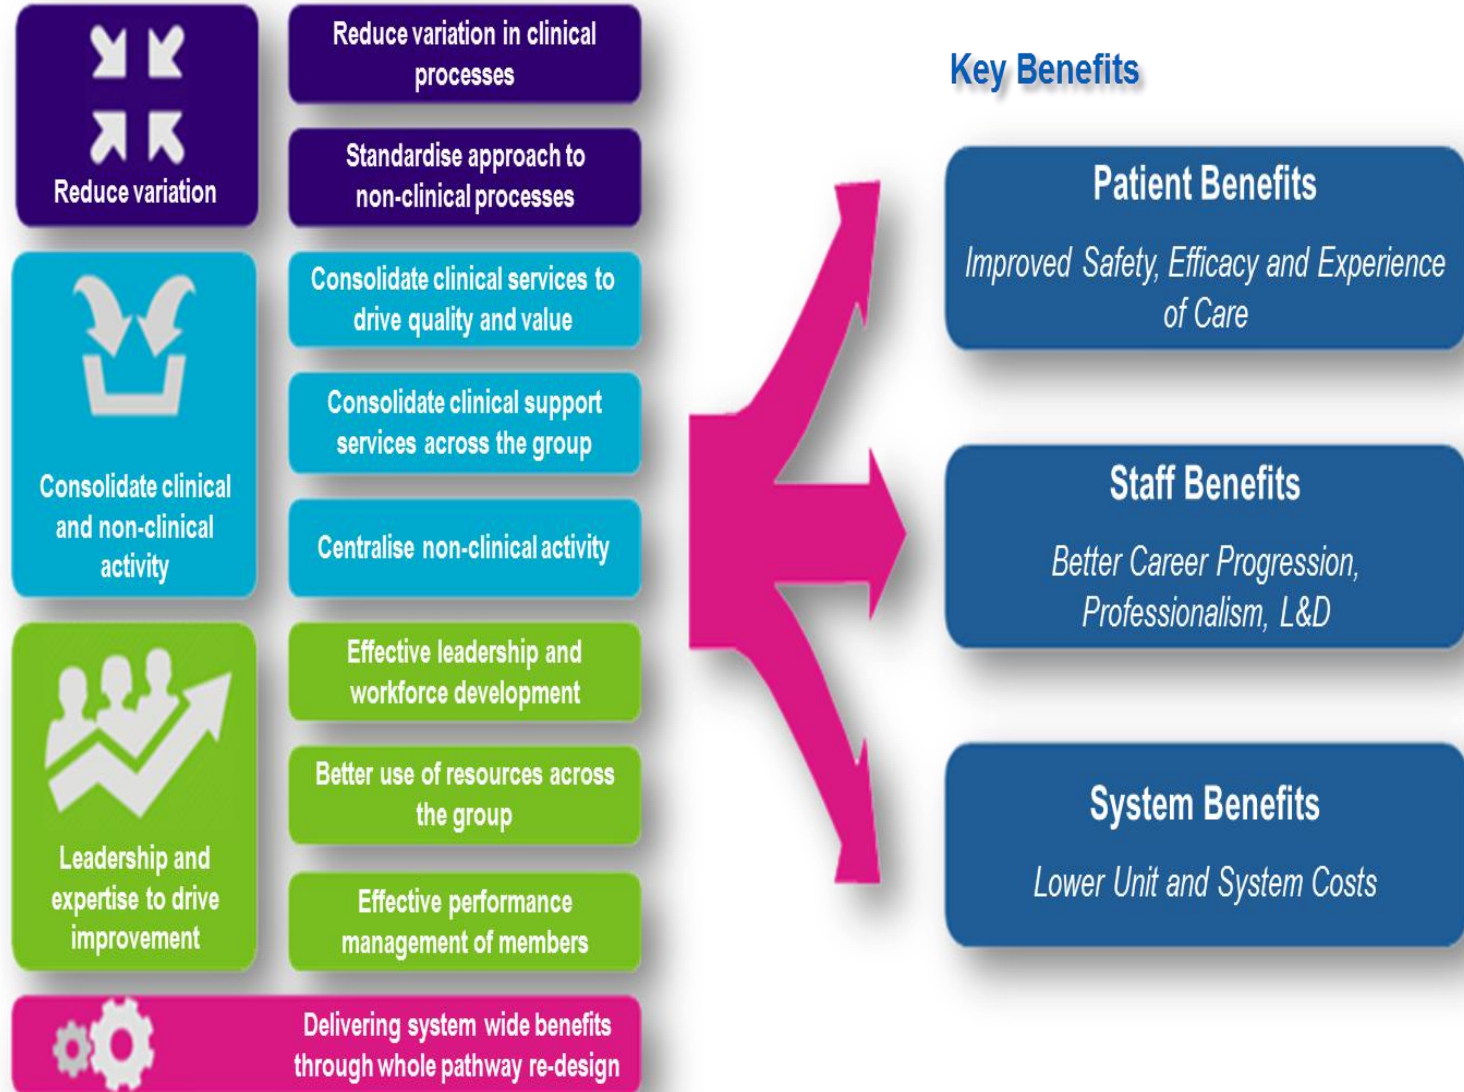 Reduce variation
Reduce variation in clinical
processes
Standardise approach to
non-clinical processes
Consolidate clinical
and non-clinical
activity
Consolidate clinical services to
drive quality and value
Consolidate clinical support
services across the group
Centralise non-clinical activity
Leadership and
expertise to drive
improvement
Effective leadership and
workforce development
Better use of resources across
the group
Effective performance
management of members
Delivering system wide benefits
through whole pathway re-design
Key Benefits
Patient Benefits
Improved Safety, Efficacy and Experience
of Care
Staff Benefits
Better Career Progression,
Professionalism, L&D
System Benefits
Lower Unit and System Costs